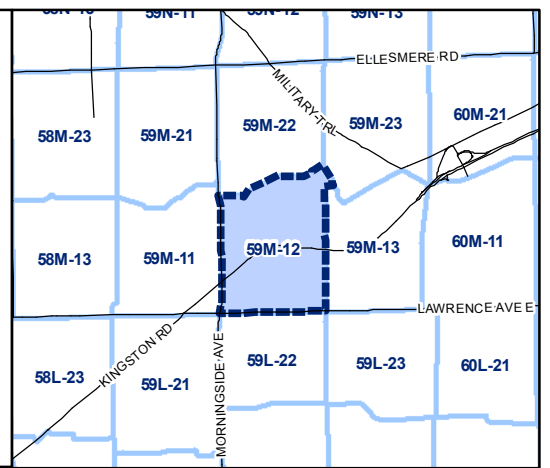 59N-11
59N-12
59N-13
ELLESMERE RD
MILITARY TRL
58M-23
59M-21
59M-22
59M-23
60M-21
58M-13
59M-11
59M-12
59M-13
60M-11
LAWRENCE AVE E
KINGSTON RD
MORNINGSIDE AVE
58L-23
59L-21
59L-22
59L-23
60L-21